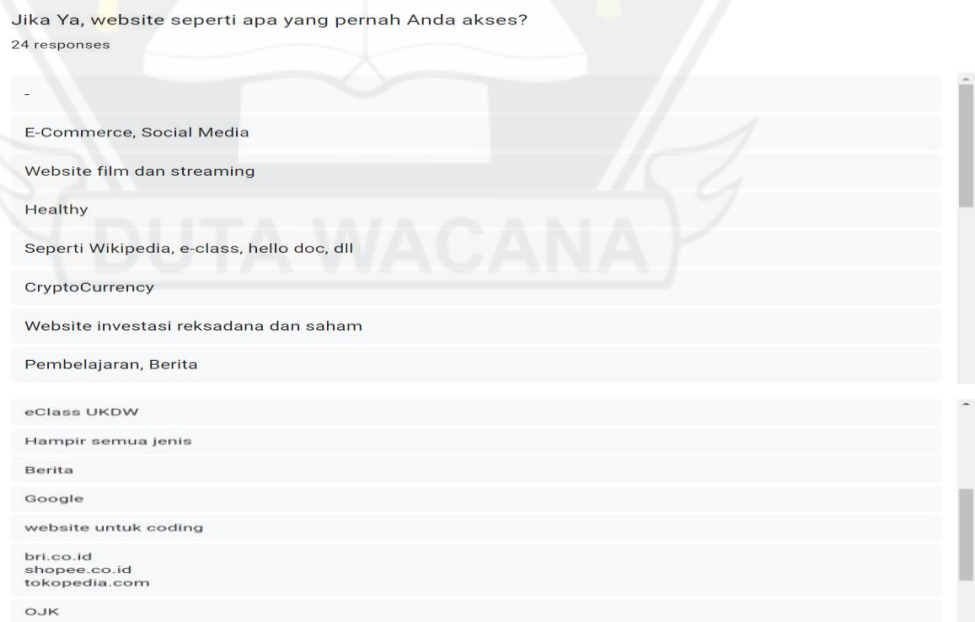 Jika Ya, website seperti apa yang pernah Anda akses?
24 responses
-
E-Commerce, Social Media
Website film dan streaming
Healthy
Seperti Wikipedia, e-class, hello doc, dll
DUTA WACANA
CryptoCurrency
Website investasi reksadana dan saham
Pembelajaran, Berita
eClass UKDW
Hampir semua jenis
Berita
Google
website untuk coding
bri.co.id
shopee.co.id
tokopedia.com
OJK